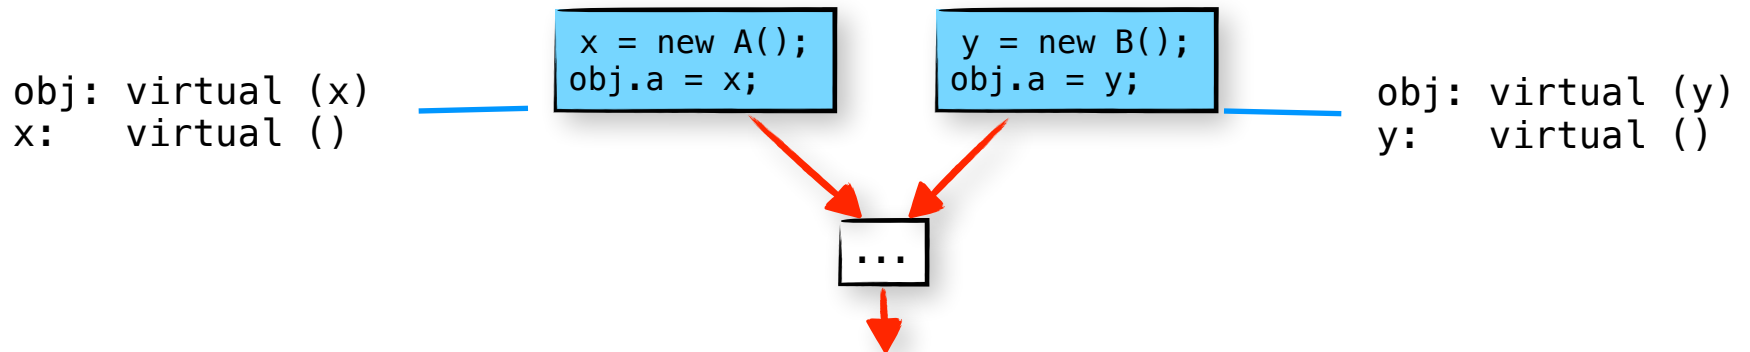 x = new A();
obj.a = x;
y = new B();
obj.a = y;
obj: virtual (x)
x:   virtual ()
obj: virtual (y)
y:   virtual ()
...